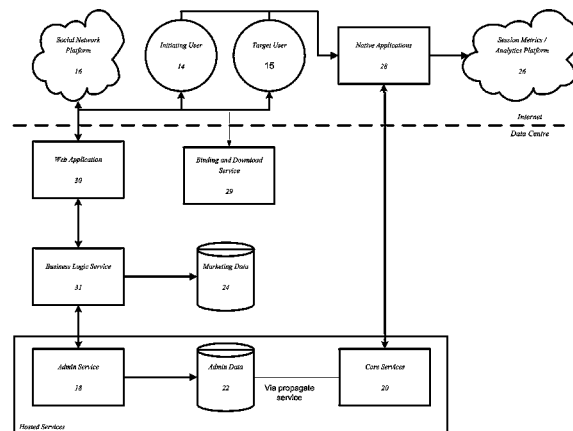 Social Network
Platform
16
Initiating User
14
Target User
15
Native Applications
28
Session Metrics /
Analytics Platform
26
Internet
Data Centre
Web Application
30
Binding and Download
Service
29
Business Logic Service
31
Marketing Data
24
Admin Service
18
Admin Data
22
Via propagate
service
Core Services
20
Hosted Services